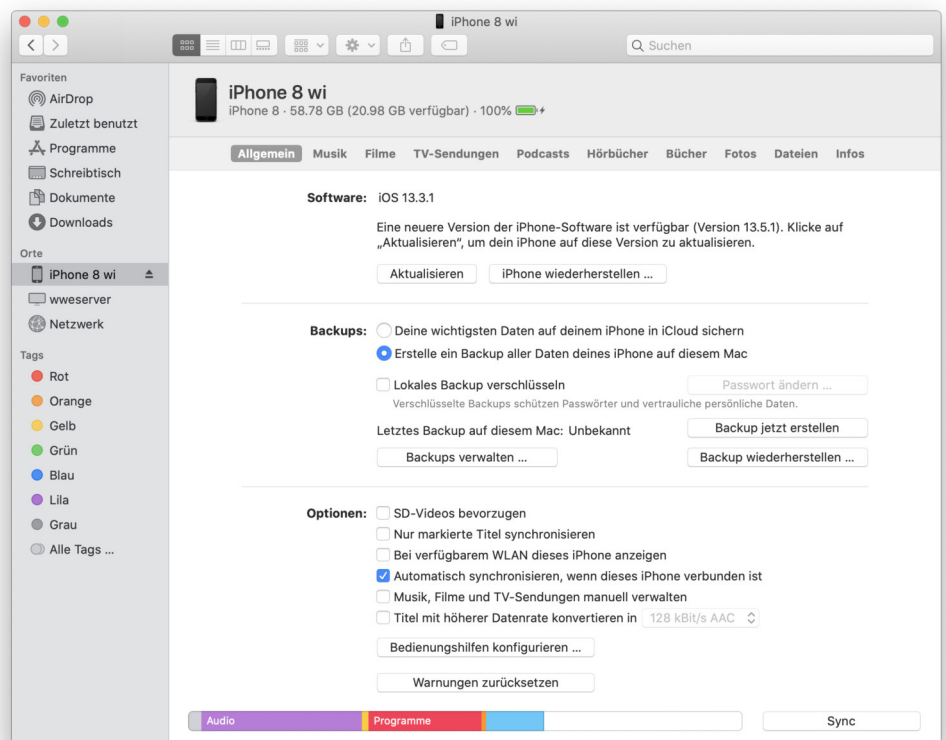 iPhone 8 wi
Suchen
Favoriten
AirDrop
Zuletzt benutzt
Programme
Schreibtisch
Dokumente
Downloads
Orte
iPhone 8 wi
wweserver
Netzwerk
Tags
Rot
Orange
Gelb
Grün
Blau
Lila
Grau
Alle Tags ...
iPhone 8 wi
iPhone 8 · 58.78 GB (20.98 GB verfügbar) · 100%
Allgemein Musik Filme TV-Sendungen Podcasts Hörbücher Bücher Fotos Dateien Infos
Software: iOS 13.3.1
Eine neuere Version der iPhone-Software ist verfügbar (Version 13.5.1). Klicke auf
„Aktualisieren“, um dein iPhone auf diese Version zu aktualisieren.
Aktualisieren iPhone wiederherstellen ...
Backups: Deine wichtigsten Daten auf deinem iPhone in iCloud sichern
Erstelle ein Backup aller Daten deines iPhone auf diesem Mac
Lokales Backup verschlüsseln Passwort ändern ...
Verschlüsselte Backups schützen Passwörter und vertrauliche persönliche Daten.
Letztes Backup auf diesem Mac: Unbekannt Backup jetzt erstellen
Backups verwalten ... Backup wiederherstellen ...
Optionen: SD-Videos bevorzugen
Nur markierte Titel synchronisieren
Bei verfügbarem WLAN dieses iPhone anzeigen
Automatisch synchronisieren, wenn dieses iPhone verbunden ist
Musik, Filme und TV-Sendungen manuell verwalten
Titel mit höherer Datenrate konvertieren in 128 kBit/s AAC
Bedienungshilfen konfigurieren ...
Warnungen zurücksetzen
Audio Programme Sync